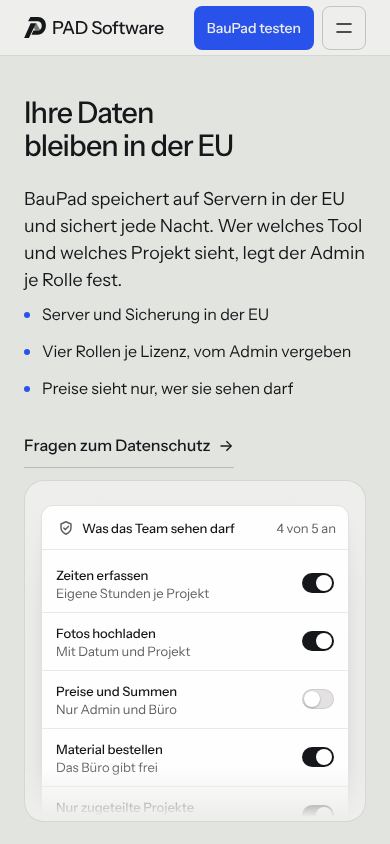 PAD Software
BauPad testen
Ihre Daten
bleiben in der EU
BauPad speichert auf Servern in der EU
und sichert jede Nacht. Wer welches Tool
und welches Projekt sieht, legt der Admin
je Rolle fest.
Server und Sicherung in der EU
Vier Rollen je Lizenz, vom Admin vergeben
Preise sieht nur, wer sie sehen darf
Fragen zum Datenschutz →
Was das Team sehen darf
4 von 5 an
Zeiten erfassen
Eigene Stunden je Projekt
Fotos hochladen
Mit Datum und Projekt
Preise und Summen
Nur Admin und Büro
Material bestellen
Das Büro gibt frei
Nur zugeteilte Projekte